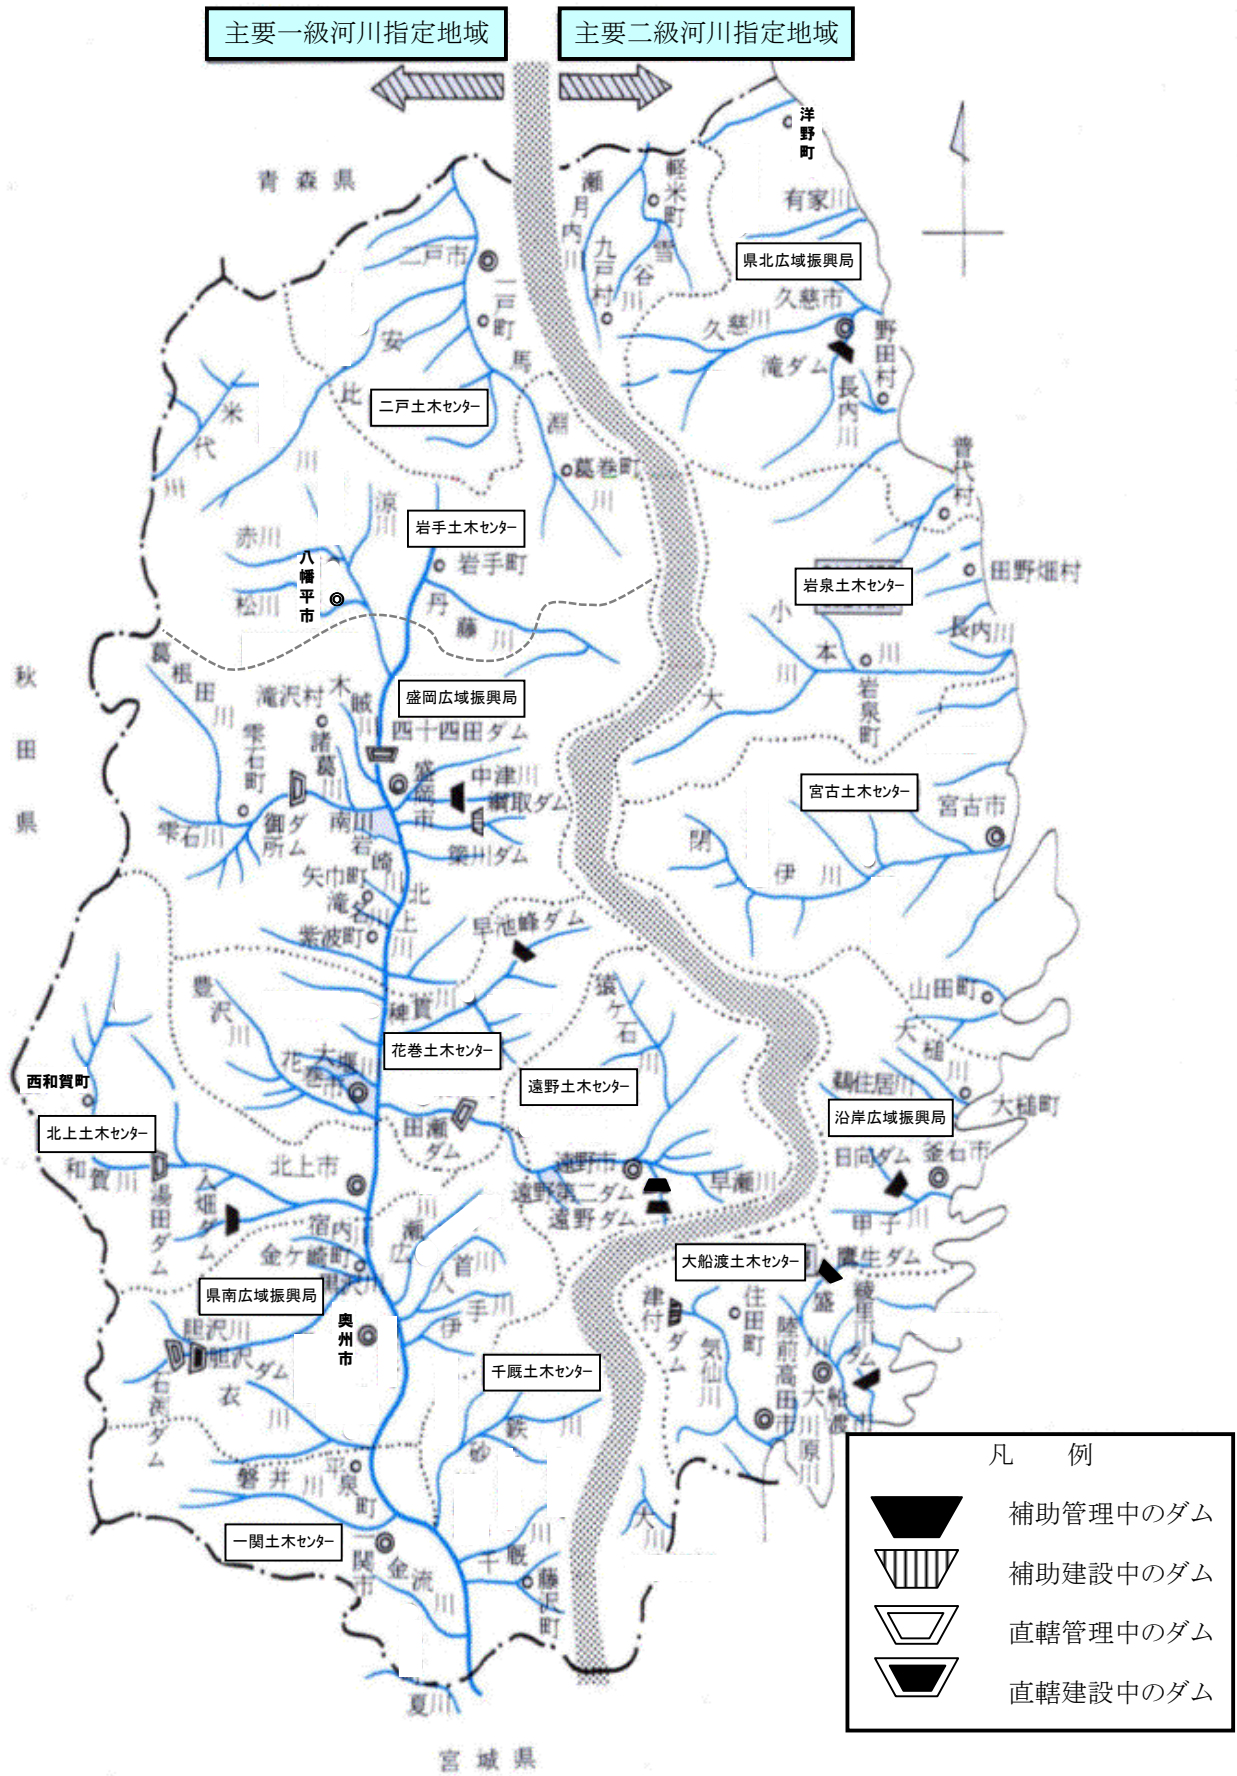 主要一級河川指定地域
主要二級河川指定地域
青森県
洋野町
瀬月内川
軽米町
雪谷川
九戸村
有家川
県北広域振興局
二戸市
一戸町
久慈市
久慈川
野田村
滝ダム
長内川
安比川
馬淵川
二戸土木センター
米代川
葛巻町
普代村
涼川
岩手土木センター
赤川
八幡平市
松川
岩手町
丹藤川
岩泉土木センター
田野畑村
小本川
長内川
大川
岩泉町
秋田県
葛根田川
滝沢村
木賊川
盛岡広域振興局
四十四田ダム
雫石町
諸葛川
盛岡市
中津川
綱取ダム
宮古土木センター
宮古市
雫石川
御所ダム
南川
岩崎川
簗川ダム
閉伊川
矢巾町
滝名川
北上川
紫波町
早池峰ダム
豊沢川
稗貫川
猿ヶ石川
山田町
大槌川
花巻土木センター
大堰川
花巻市
遠野土木センター
鵜住居川
大槌町
沿岸広域振興局
西和賀町
北上土木センター
田瀬ダム
日向ダム
釜石市
和賀川
湯田ダム
入畑ダム
北上市
遠野市
遠野第二ダム
遠野ダム
早瀬川
甲子川
宿内川
金ケ崎町
黒沢川
広瀬川
人首川
大船渡土木センター
鷹生ダム
県南広域振興局
伊手川
津付ダム
住田町
盛川
綾里川ダム
胆沢川
胆沢ダム
石淵ダム
奥州市
気仙川
陸前高田市
大船渡市
川原川
千厩土木センター
衣川
砂鉄川
磐井川
平泉町
一関土木センター
一関市
金流川
千厩川
藤沢町
大川
夏川
宮城県
凡　例
補助管理中のダム
補助建設中のダム
直轄管理中のダム
直轄建設中のダム